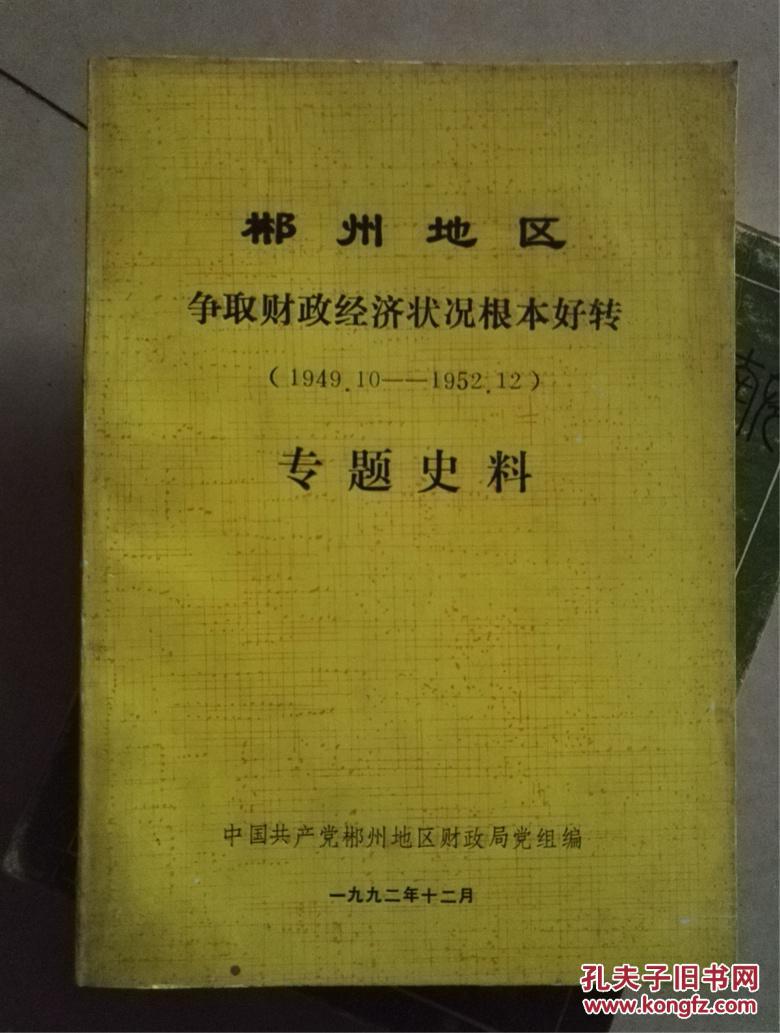 郴州地区
争取财政经济状况根本好转
(1949.10——1952.12)
专题史料
中国共产党郴州地区财政局党组编
一九九二年十二月
孔夫子旧书网
www.kongfz.com